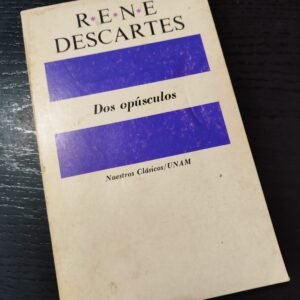 R*E*N*E
DESCARTES
Dos opúsculos
Nuestros Clásicos/UNAM